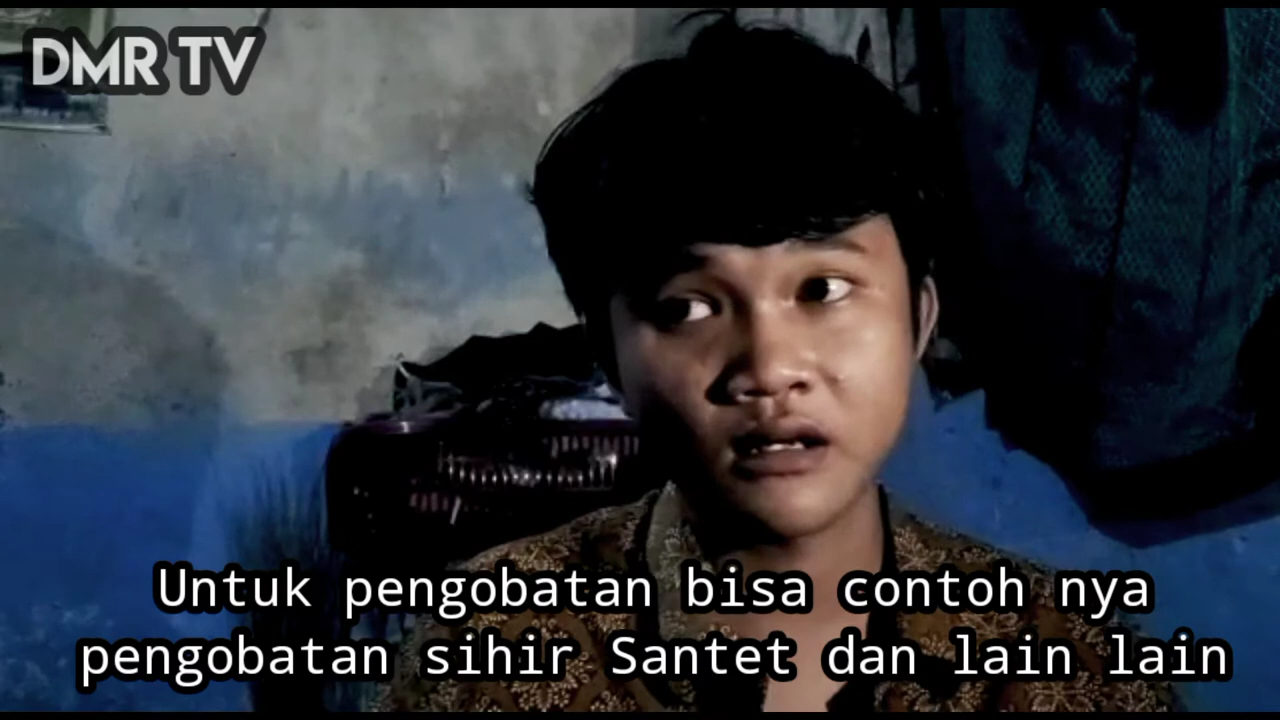 DMR TV
Untuk pengobatan bisa contoh nya
pengobatan sihir Santet dan lain lain